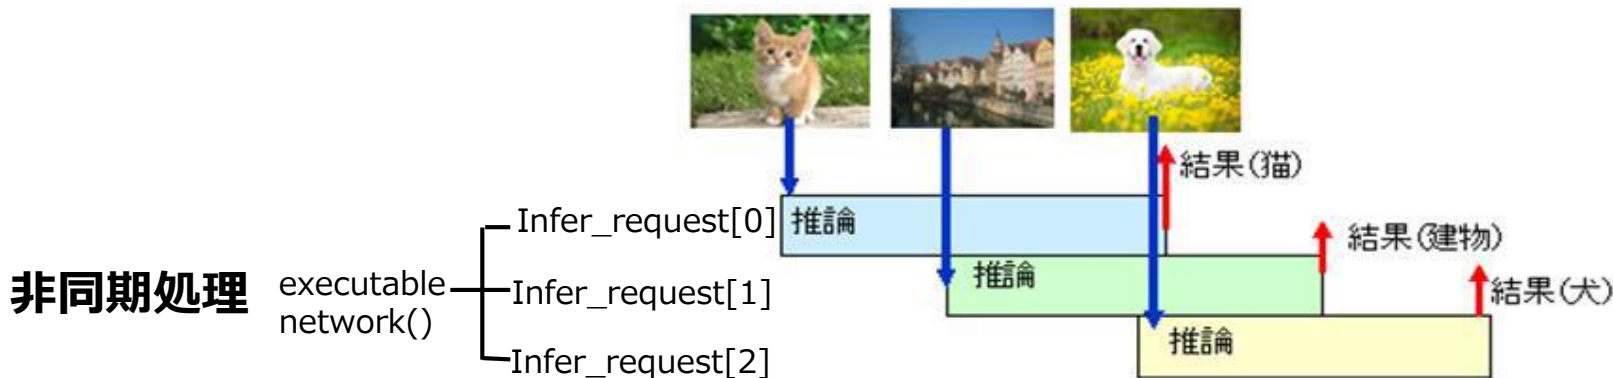 結果(猫)
Infer_request[0]
推論
結果(建物)
非同期処理
executable
network()
Infer_request[1]
推論
結果(犬)
Infer_request[2]
推論